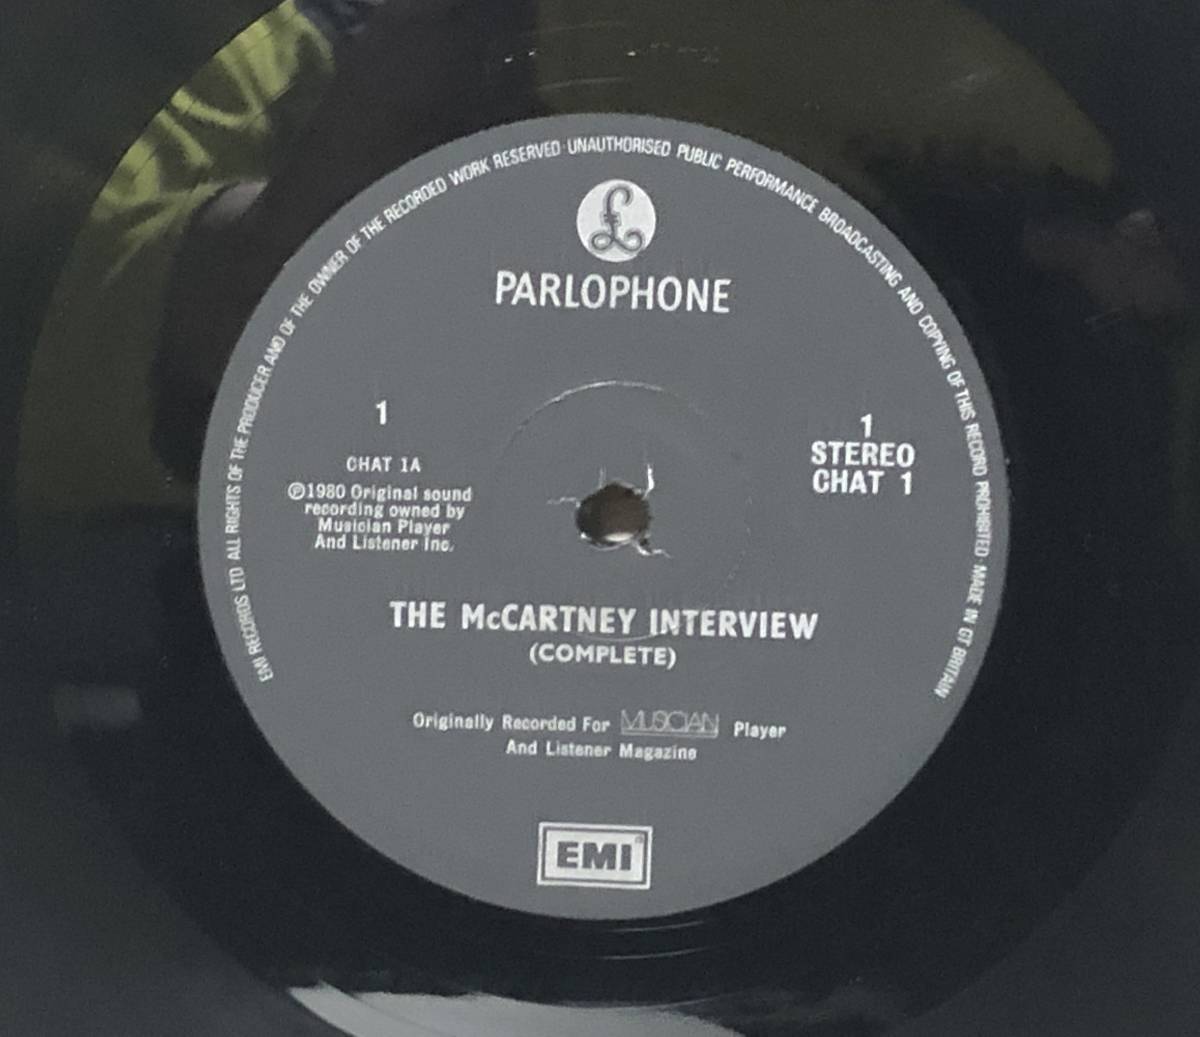 EMI RECORDS LTD ALL RIGHTS OF THE PRODUCER AND OF THE OWNER OF THE RECORDED WORK RESERVED · UNAUTHORISED PUBLIC PERFORMANCE BROADCASTING AND COPYING OF THIS RECORD PROHIBITED · MADE IN GT BRITAIN
£
PARLOPHONE
1
CHAT 1A
℗1980 Original sound
recording owned by
Musician Player
And Listener Inc.
1
STEREO
CHAT 1
THE McCARTNEY INTERVIEW
(COMPLETE)
Originally Recorded For MUSICIAN Player
And Listener Magazine
EMI